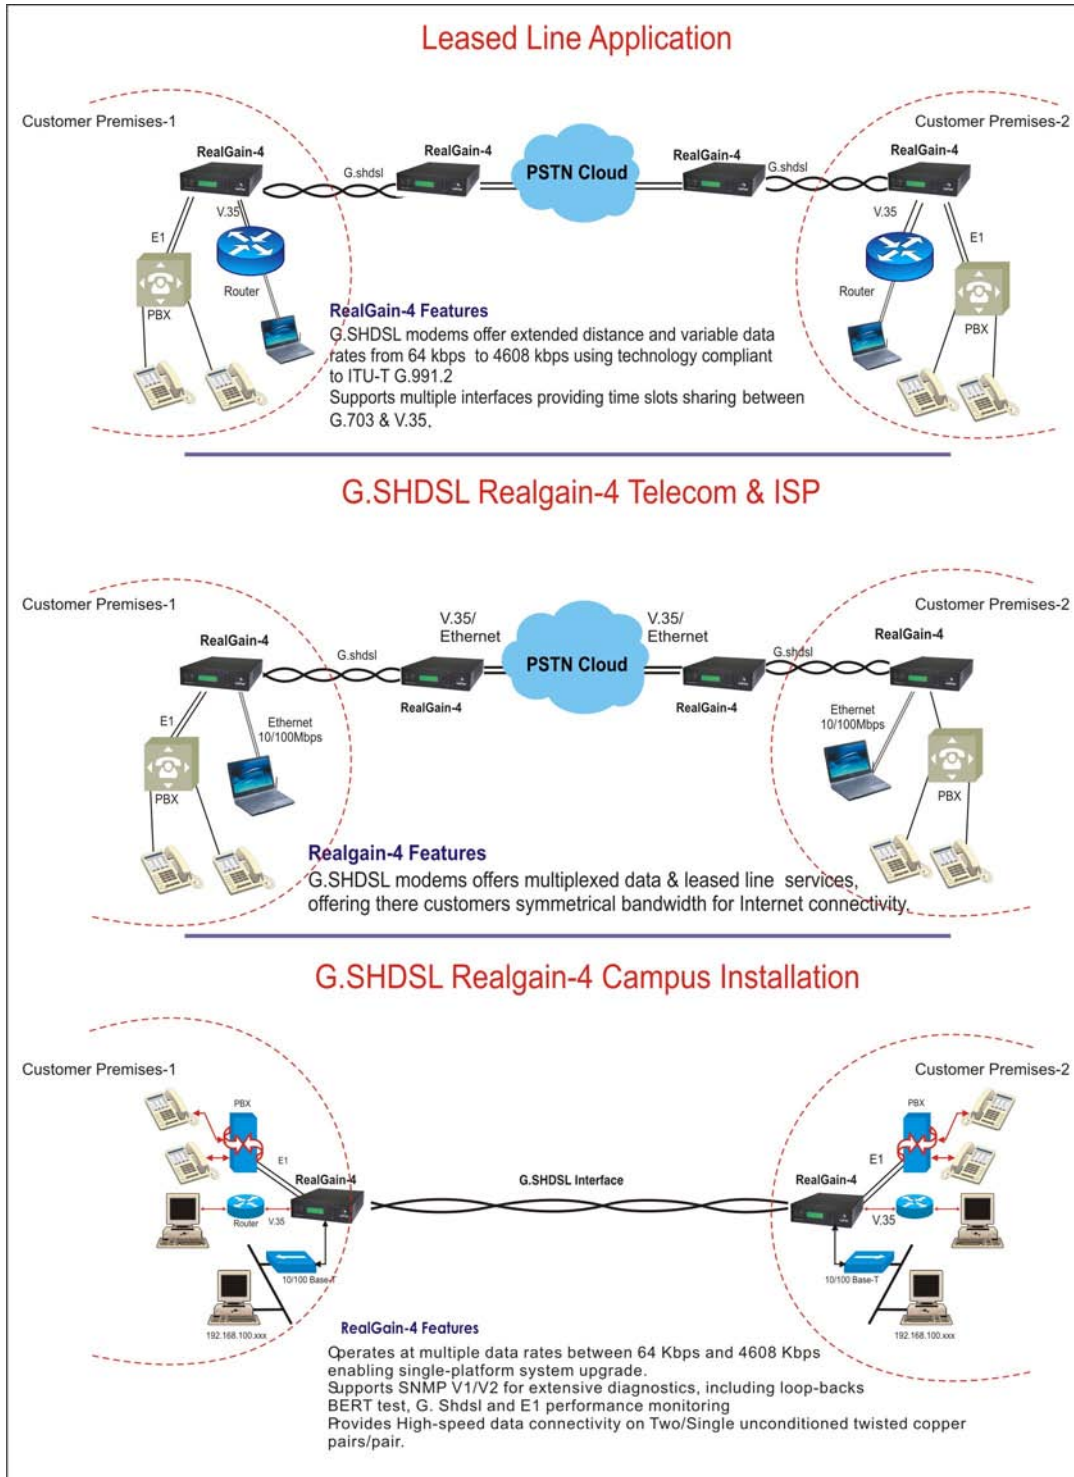 Leased Line Application
Customer Premises-1
Customer Premises-2
RealGain-4
RealGain-4
RealGain-4
RealGain-4
G.shdsl
PSTN Cloud
G.shdsl
V.35
E1
V.35
E1
Router
PBX
Router
PBX
RealGain-4 Features
G.SHDSL modems offer extended distance and variable data
rates from 64 kbps to 4608 kbps using technology compliant
to ITU-T G.991.2
Supports multiple interfaces providing time slots sharing between
G.703 & V.35.
G.SHDSL Realgain-4 Telecom & ISP
Customer Premises-1
Customer Premises-2
V.35/
Ethernet
V.35/
Ethernet
RealGain-4
RealGain-4
G.shdsl
PSTN Cloud
G.shdsl
RealGain-4
RealGain-4
E1
Ethernet
10/100Mbps
Ethernet
10/100Mbps
PBX
PBX
Realgain-4 Features
G.SHDSL modems offers multiplexed data & leased line services,
offering there customers symmetrical bandwidth for Internet connectivity.
G.SHDSL Realgain-4 Campus Installation
Customer Premises-1
Customer Premises-2
PBX
PBX
E1
E1
RealGain-4
G.SHDSL Interface
RealGain-4
Router
V.35
V.35
10/100 Base-T
10/100 Base-T
192.168.100.xxx
192.168.100.xxx
RealGain-4 Features
Operates at multiple data rates between 64 Kbps and 4608 Kbps
enabling single-platform system upgrade.
Supports SNMP V1/V2 for extensive diagnostics, including loop-backs
BERT test, G. Shdsl and E1 performance monitoring
Provides High-speed data connectivity on Two/Single unconditioned twisted copper
pairs/pair.